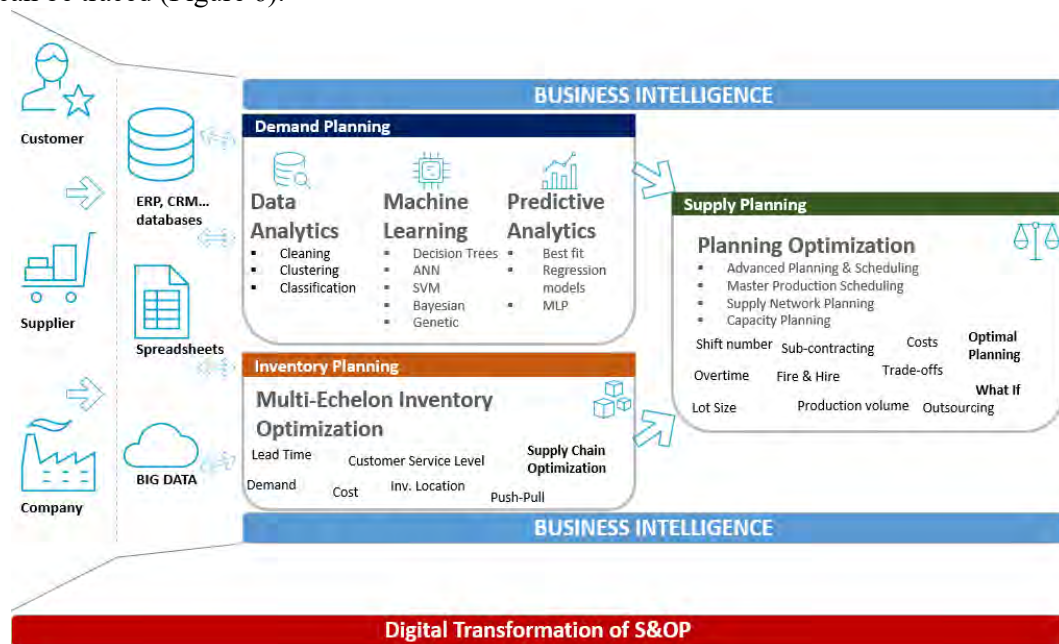 can be traced (Figure 6).
BUSINESS INTELLIGENCE
Customer
ERP, CRM...
databases
Supplier
Spreadsheets
Company
BIG DATA
Demand Planning
Data
Analytics
▪ Cleaning
▪ Clustering
▪ Classification
Machine
Learning
▪ Decision Trees
▪ ANN
▪ SVM
▪ Bayesian
▪ Genetic
Predictive
Analytics
▪ Best fit
▪ Regression
models
▪ MLP
Inventory Planning
Multi-Echelon Inventory
Optimization
Lead Time
Customer Service Level
Supply Chain
Optimization
Demand
Cost
Inv. Location
Push-Pull
Supply Planning
Planning Optimization
▪ Advanced Planning & Scheduling
▪ Master Production Scheduling
▪ Supply Network Planning
▪ Capacity Planning
Shift number
Sub-contracting
Costs
Optimal
Planning
Overtime
Fire & Hire
Trade-offs
What If
Lot Size
Production volume
Outsourcing
BUSINESS INTELLIGENCE
Digital Transformation of S&OP